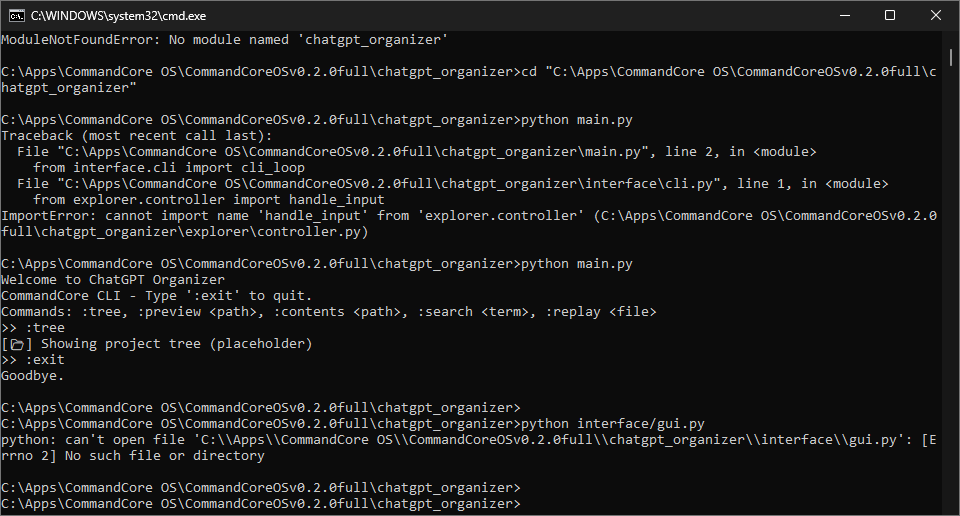 C:\WINDOWS\system32\cmd.exe
ModuleNotFoundError: No module named 'chatgpt_organizer'
C:\Apps\CommandCore OS\CommandCoreOSv0.2.0full\chatgpt_organizer>cd "C:\Apps\CommandCore OS\CommandCoreOSv0.2.0full\c
hatgpt_organizer"
C:\Apps\CommandCore OS\CommandCoreOSv0.2.0full\chatgpt_organizer>python main.py
Traceback (most recent call last):
  File "C:\Apps\CommandCore OS\CommandCoreOSv0.2.0full\chatgpt_organizer\main.py", line 2, in <module>
    from interface.cli import cli_loop
  File "C:\Apps\CommandCore OS\CommandCoreOSv0.2.0full\chatgpt_organizer\interface\cli.py", line 1, in <module>
    from explorer.controller import handle_input
ImportError: cannot import name 'handle_input' from 'explorer.controller' (C:\Apps\CommandCore OS\CommandCoreOSv0.2.0
full\chatgpt_organizer\explorer\controller.py)
C:\Apps\CommandCore OS\CommandCoreOSv0.2.0full\chatgpt_organizer>python main.py
Welcome to ChatGPT Organizer
CommandCore CLI - Type ':exit' to quit.
Commands: :tree, :preview <path>, :contents <path>, :search <term>, :replay <file>
>> :tree
[📂] Showing project tree (placeholder)
>> :exit
Goodbye.
C:\Apps\CommandCore OS\CommandCoreOSv0.2.0full\chatgpt_organizer>
C:\Apps\CommandCore OS\CommandCoreOSv0.2.0full\chatgpt_organizer>python interface/gui.py
python: can't open file 'C:\\Apps\\CommandCore OS\\CommandCoreOSv0.2.0full\\chatgpt_organizer\\interface\\gui.py': [E
rrno 2] No such file or directory
C:\Apps\CommandCore OS\CommandCoreOSv0.2.0full\chatgpt_organizer>
C:\Apps\CommandCore OS\CommandCoreOSv0.2.0full\chatgpt_organizer>